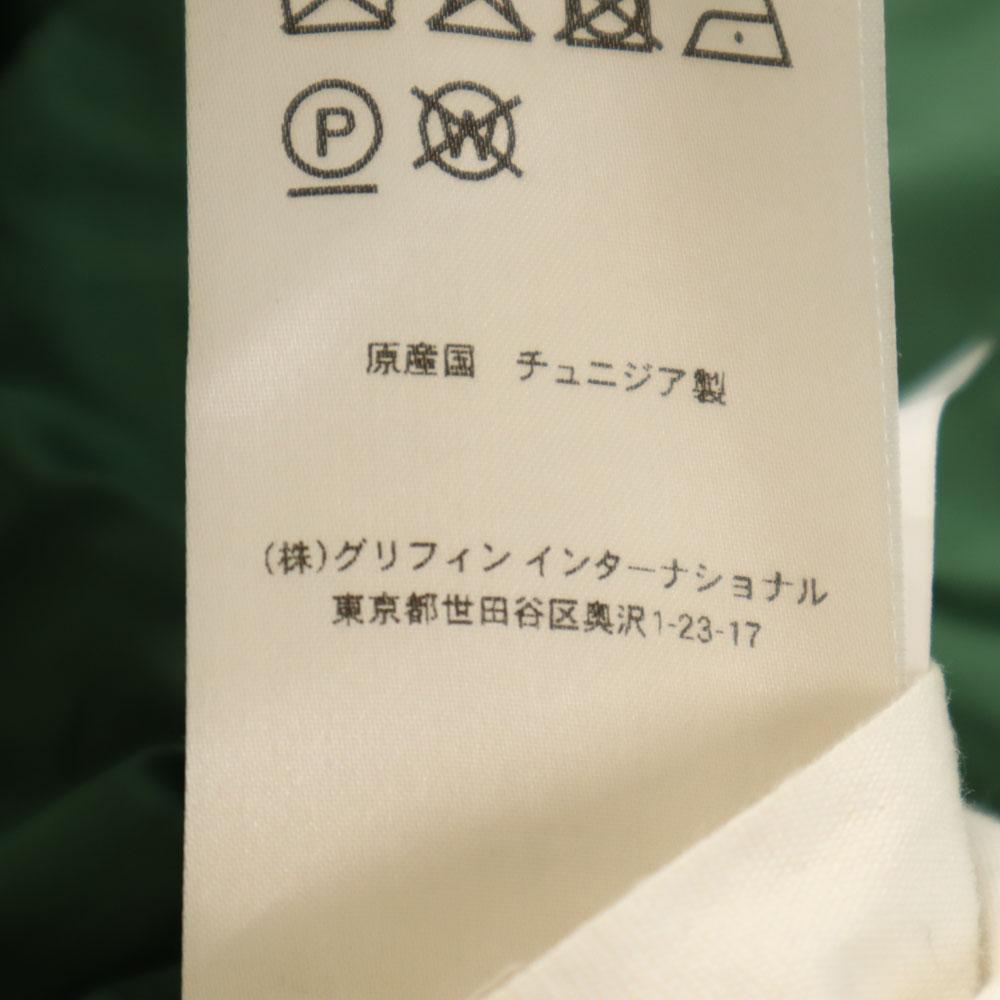 P W
原産国　チュニジア製
(株)グリフィン インターナショナル
東京都世田谷区奥沢1-23-17